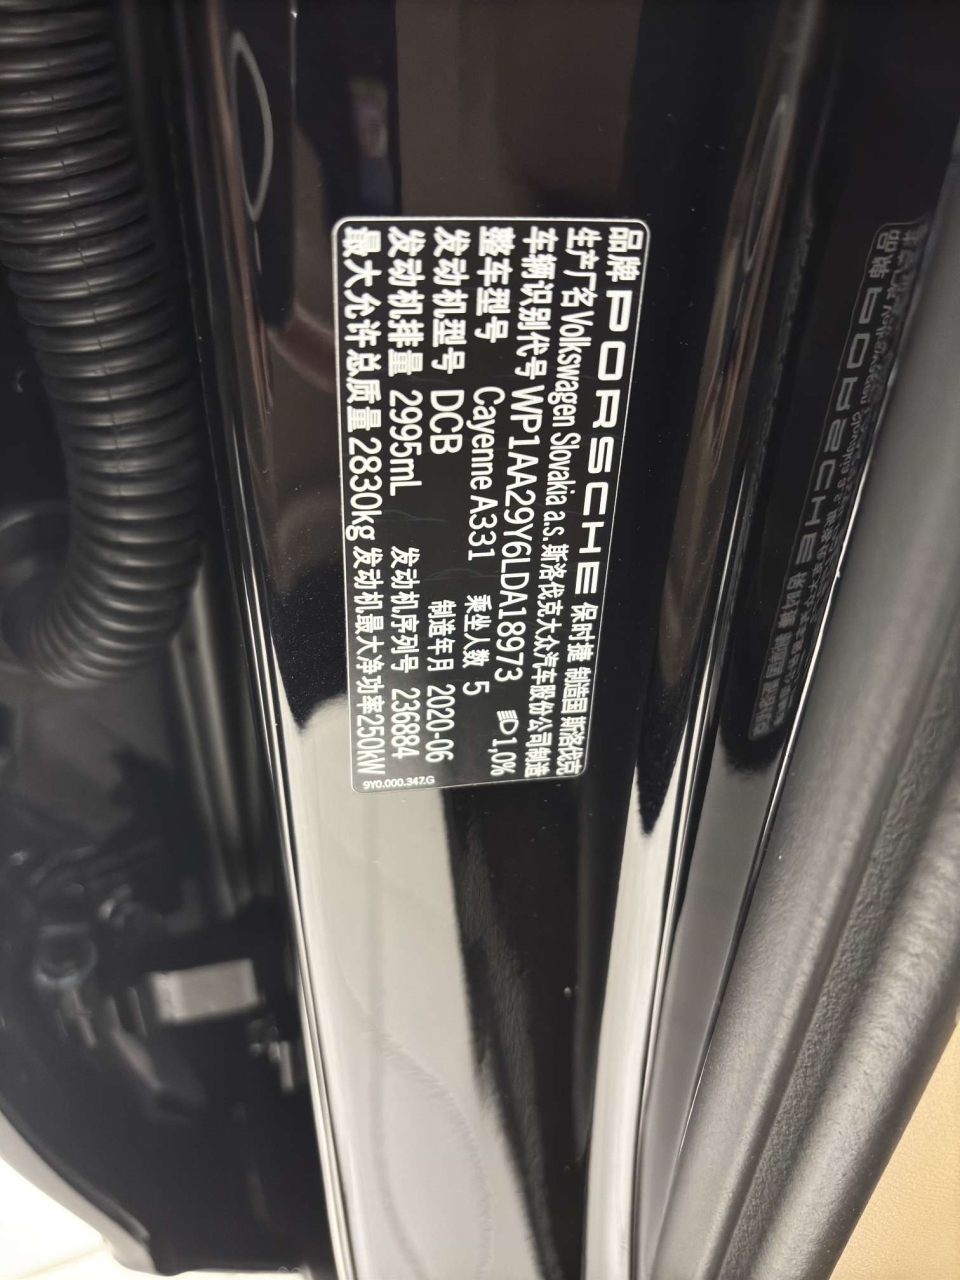 品牌 PORSCHE 保时捷 制造国 斯洛伐克
生产厂名 Volkswagen Slovakia a.s.斯洛伐克大众汽车股份公司制造
车辆识别代号 WP1AA29Y6LDA18973 1,0%
整车型号 Cayenne A331 乘坐人数 5
发动机型号 DCB 制造年月 2020-06
发动机排量 2995mL 发动机序列号 236884
最大允许总质量 2830kg 发动机最大净功率250kW
9Y0.000.347.G